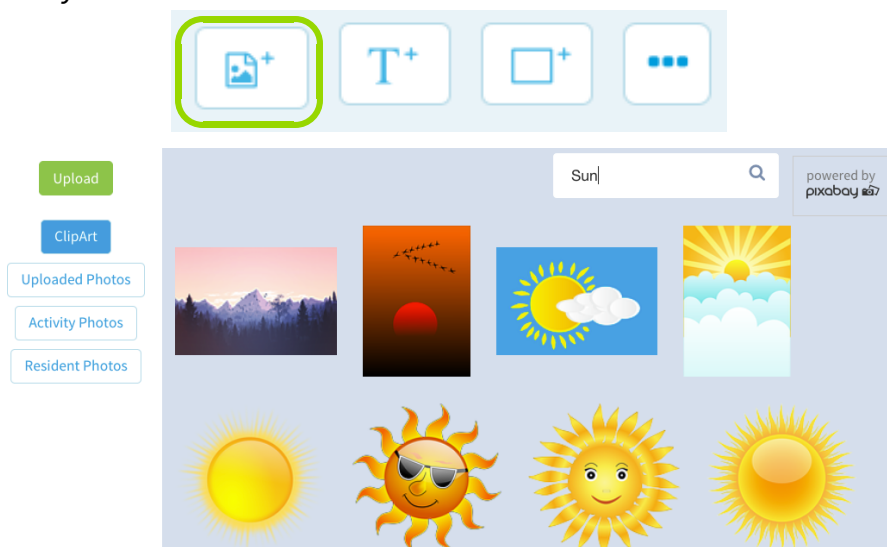 T+
Upload
Sun
powered by
pixabay
ClipArt
Uploaded Photos
Activity Photos
Resident Photos